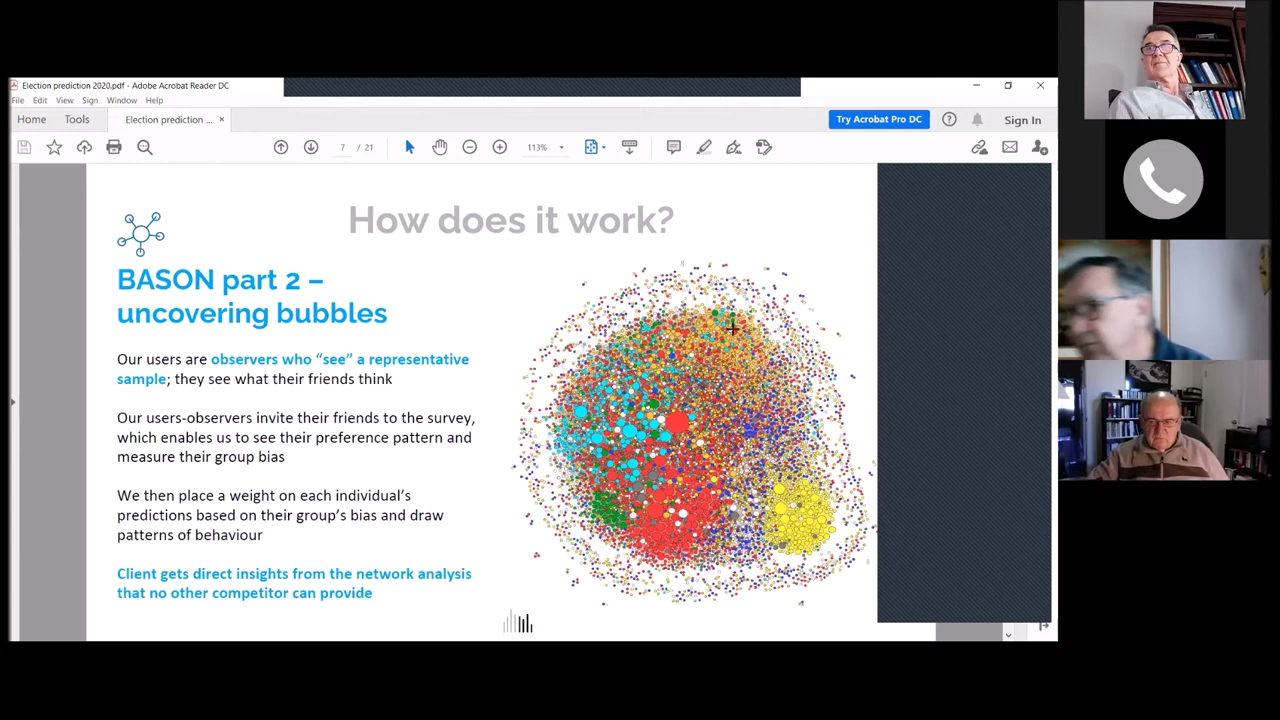 Election prediction 2020.pdf - Adobe Acrobat Reader DC
File Edit View Sign Window Help
Home Tools Election prediction ... ×
Try Acrobat Pro DC
Sign In
7 / 21
113%
How does it work?
BASON part 2 –
uncovering bubbles
Our users are observers who “see” a representative
sample; they see what their friends think
Our users-observers invite their friends to the survey,
which enables us to see their preference pattern and
measure their group bias
We then place a weight on each individual’s
predictions based on their group’s bias and draw
patterns of behaviour
Client gets direct insights from the network analysis
that no other competitor can provide